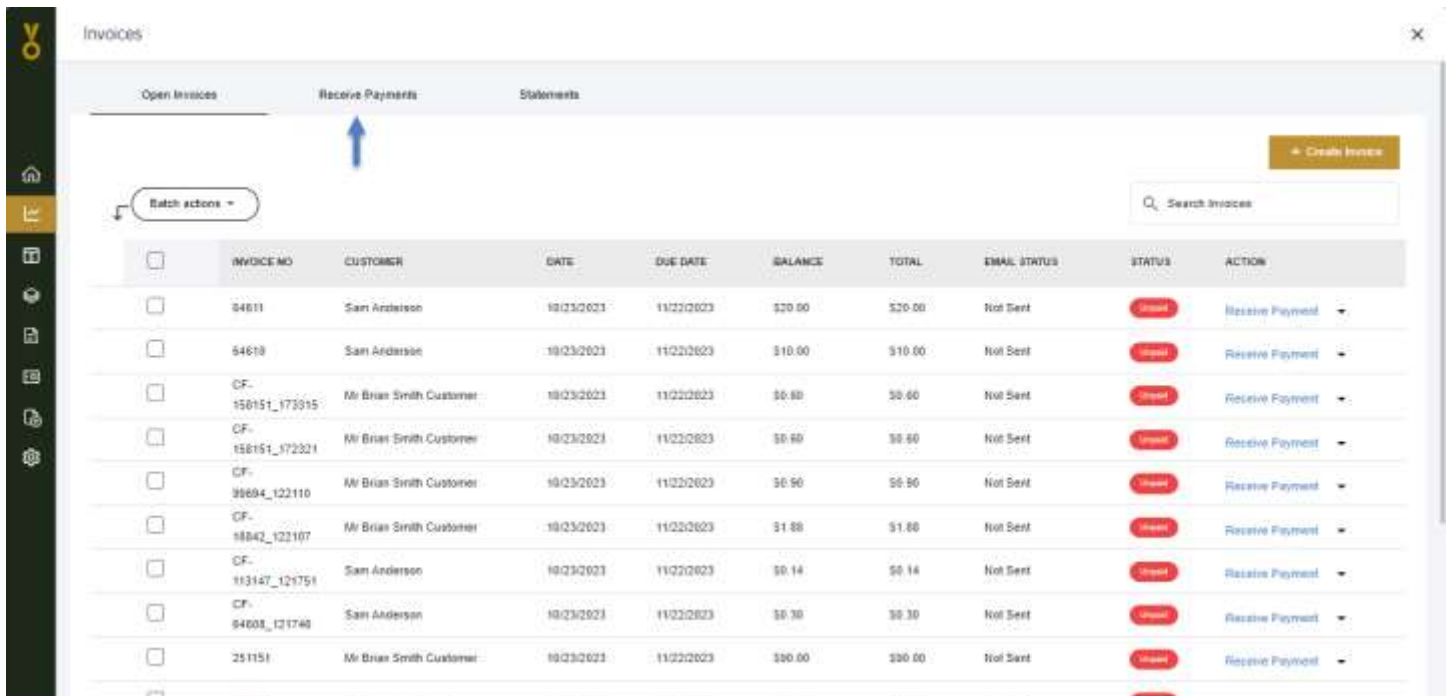 Invoices
Open Invoices Receive Payments Statements
+ Create Invoice
Batch actions
Search Invoices
INVOICE NO CUSTOMER DATE DUE DATE BALANCE TOTAL EMAIL STATUS STATUS ACTION
64611 Sam Anderson 10/23/2023 11/22/2023 $20.00 $20.00 Not Sent Unpaid Receive Payment
Sam Anderson 10/23/2023 11/22/2023 $10.00 $10.00 Not Sent Unpaid Receive Payment
CF-
158151_173315 Mr Brian Smith Customer 10/23/2023 11/22/2023 $0.60 $0.60 Not Sent Unpaid Receive Payment
CF-
158151_172321 Mr Brian Smith Customer 10/23/2023 11/22/2023 $0.60 $0.60 Not Sent Unpaid Receive Payment
CF-
Mr Brian Smith Customer 10/23/2023 11/22/2023 $0.90 $0.90 Not Sent Unpaid Receive Payment
CF-
Mr Brian Smith Customer 10/23/2023 11/22/2023 $1.88 $1.88 Not Sent Unpaid Receive Payment
CF-
113147_121751 Sam Anderson 10/23/2023 11/22/2023 $0.14 $0.14 Not Sent Unpaid Receive Payment
CF-
Sam Anderson 10/23/2023 11/22/2023 $0.30 $0.30 Not Sent Unpaid Receive Payment
251151 Mr Brian Smith Customer 10/23/2023 11/22/2023 $90.00 $90.00 Not Sent Unpaid Receive Payment